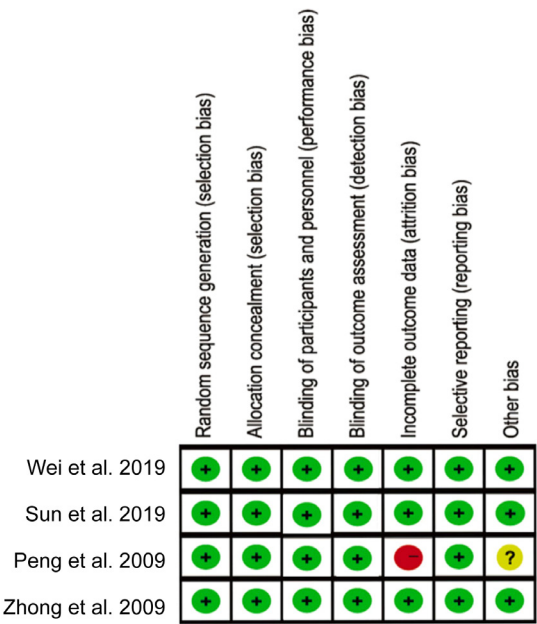 Random sequence generation (selection bias)
Allocation concealment (selection bias)
Blinding of participants and personnel (performance bias)
Blinding of outcome assessment (detection bias)
Incomplete outcome data (attrition bias)
Selective reporting (reporting bias)
Other bias
Wei et al. 2019 + + + + + + +
Sun et al. 2019 + + + + + + +
Peng et al. 2009 + + + + - + ?
Zhong et al. 2009 + + + + + + +